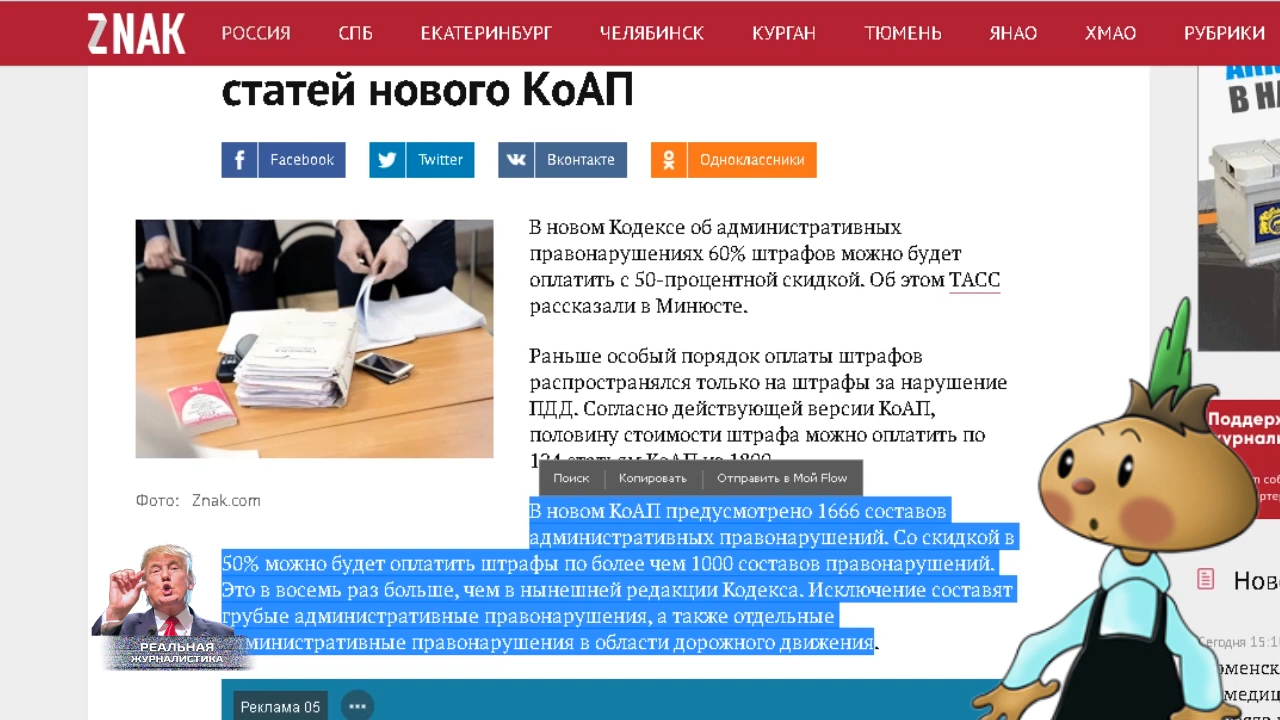 ZNAK
РОССИЯ СПБ ЕКАТЕРИНБУРГ ЧЕЛЯБИНСК КУРГАН ТЮМЕНЬ ЯНАО ХМАО РУБРИКИ
статей нового КоАП
Facebook Twitter Вконтакте Одноклассники
В новом Кодексе об административных
правонарушениях 60% штрафов можно будет
оплатить с 50-процентной скидкой. Об этом ТАСС
рассказали в Минюсте.
Раньше особый порядок оплаты штрафов
распространялся только на штрафы за нарушение
ПДД. Согласно действующей версии КоАП,
половину стоимости штрафа можно оплатить по
Поиск Копировать Отправить в Мой Flow
Фото: Znak.com
В новом КоАП предусмотрено 1666 составов
административных правонарушений. Со скидкой в
50% можно будет оплатить штрафы по более чем 1000 составов правонарушений.
Это в восемь раз больше, чем в нынешней редакции Кодекса. Исключение составят
грубые административные правонарушения, а также отдельные
министративные правонарушения в области дорожного движения.
РЕАЛЬНАЯ
ЖУРНАЛИСТИКА
Реклама 05
В НА
Поддерж
Нов
Сегодня 15:1